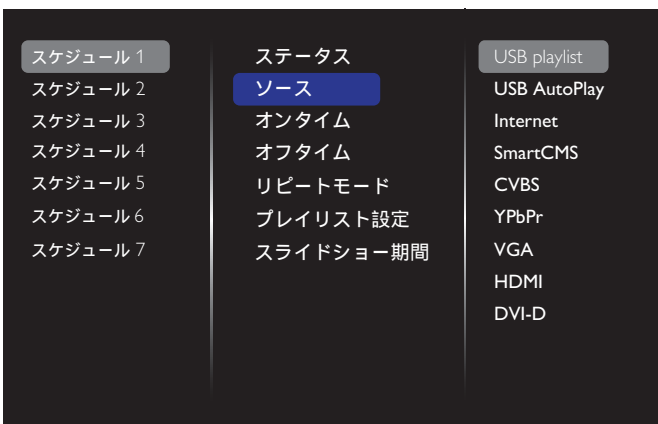 スケジュール 1
スケジュール 2
スケジュール 3
スケジュール 4
スケジュール 5
スケジュール 6
スケジュール 7
ステータス
ソース
オンタイム
オフタイム
リピートモード
プレイリスト設定
スライドショー期間
USB playlist
USB AutoPlay
Internet
SmartCMS
CVBS
YPbPr
VGA
HDMI
DVI-D